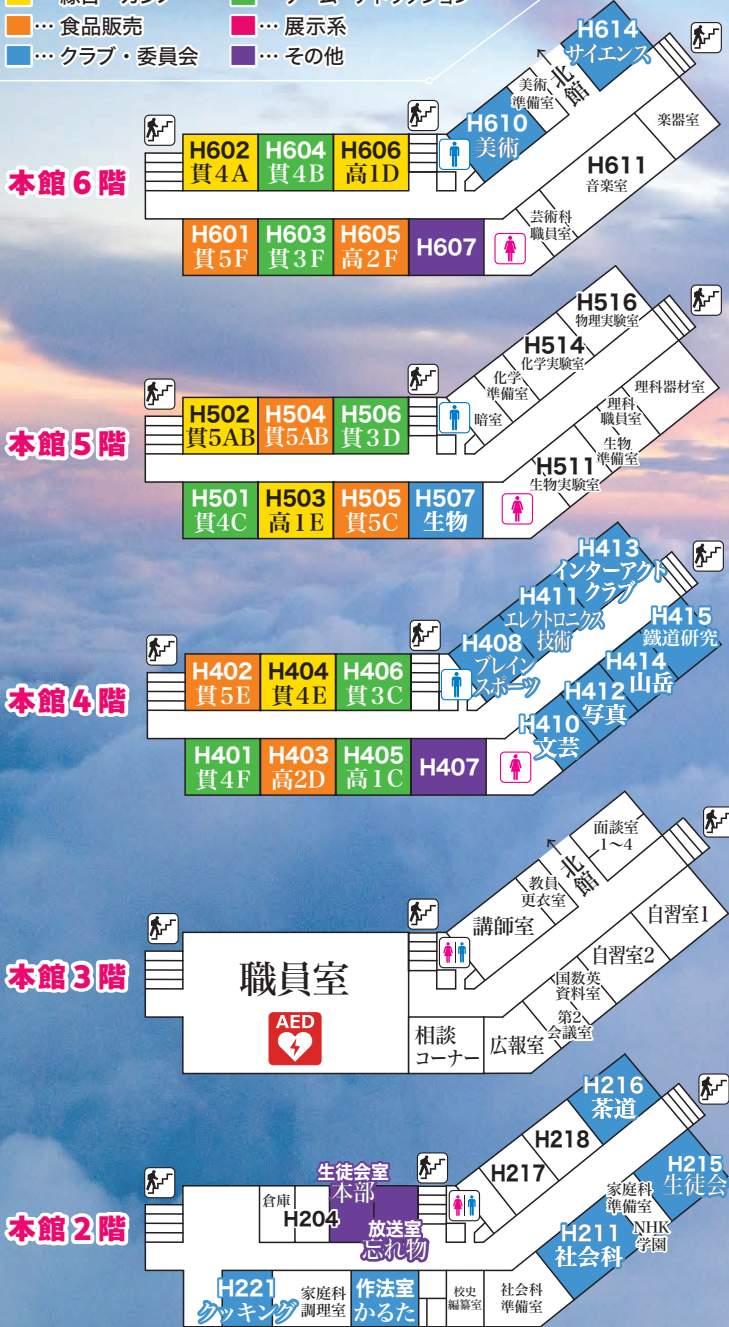 … 食品販売
… 展示系
… クラブ・委員会
… その他
本館6階
H602
貫4A
H604
貫4B
H606
高1D
H610
美術
美術
準備室
北館
H614
サイエンス
楽器室
H611
音楽室
芸術科
職員室
H601
貫5F
H603
貫3F
H605
高2F
H607
本館5階
H502
貫5AB
H504
貫5AB
H506
貫3D
暗室
化学
準備室
H514
化学実験室
H516
物理実験室
理科器材室
理科
職員室
生物
準備室
H511
生物実験室
H501
貫4C
H503
高1E
H505
貫5C
H507
生物
本館4階
H402
貫5E
H404
貫4E
H406
貫3C
H408
ブレイン
スポーツ
H411
エレクトロニクス
技術
H413
インターアクト
クラブ
H415
鐵道研究
H414
山岳
H412
写真
H410
文芸
H401
貫4F
H403
高2D
H405
高1C
H407
本館3階
職員室
AED
相談
コーナー
広報室
講師室
教員
更衣室
北館
面談室
1~4
自習室1
自習室2
国数英
資料室
第2
会議室
本館2階
倉庫
H204
生徒会室
本部
放送室
忘れ物
H217
H218
H216
茶道
H215
生徒会
家庭科
準備室
NHK
学園
H211
社会科
H221
クッキング
家庭科
調理室
作法室
かるた
校史
編纂室
社会科
準備室